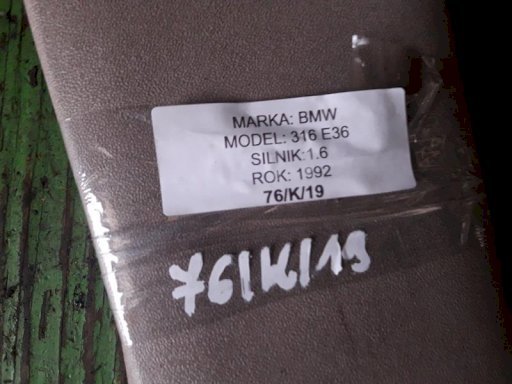 MARKA: BMW
MODEL: 316 E36
SILNIK:1.6
ROK: 1992
76/K/19
76/K/19